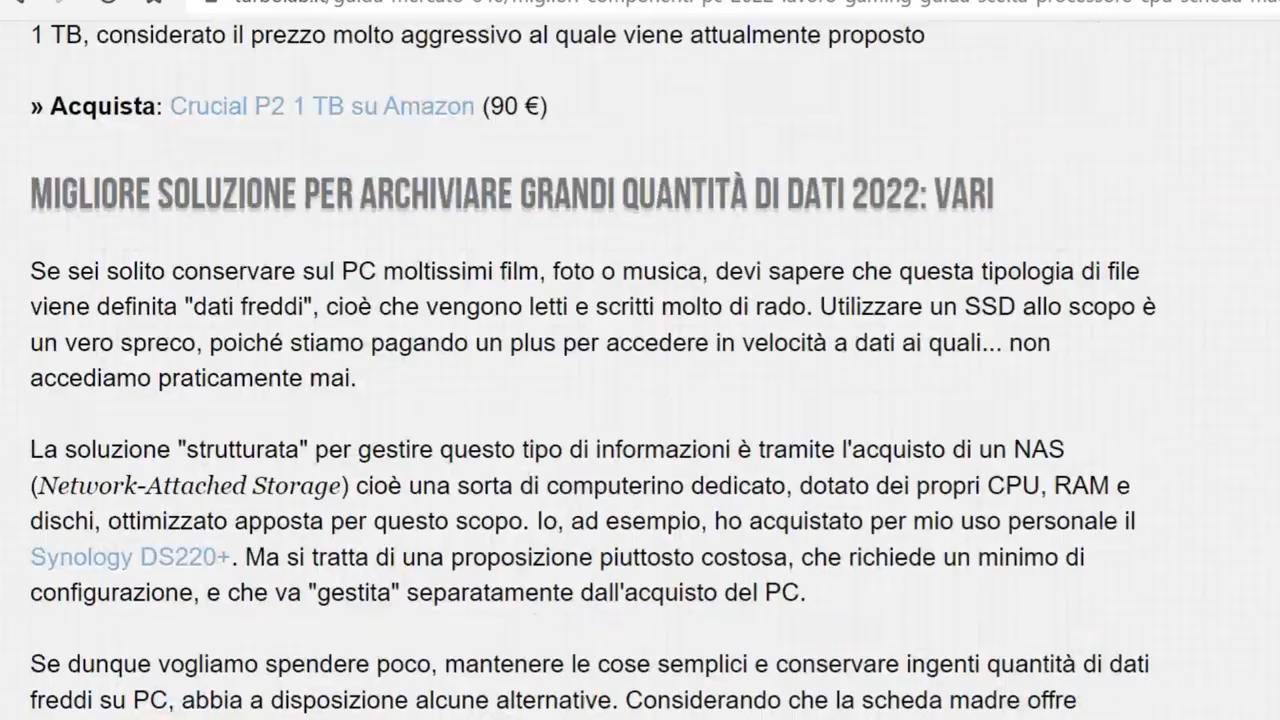 1 TB, considerato il prezzo molto aggressivo al quale viene attualmente proposto
» Acquista: Crucial P2 1 TB su Amazon (90 €)
MIGLIORE SOLUZIONE PER ARCHIVIARE GRANDI QUANTITÀ DI DATI 2022: VARI
Se sei solito conservare sul PC moltissimi film, foto o musica, devi sapere che questa tipologia di file
viene definita "dati freddi", cioè che vengono letti e scritti molto di rado. Utilizzare un SSD allo scopo è
un vero spreco, poiché stiamo pagando un plus per accedere in velocità a dati ai quali... non
accediamo praticamente mai.
La soluzione "strutturata" per gestire questo tipo di informazioni è tramite l'acquisto di un NAS
(Network-Attached Storage) cioè una sorta di computerino dedicato, dotato dei propri CPU, RAM e
dischi, ottimizzato apposta per questo scopo. Io, ad esempio, ho acquistato per mio uso personale il
Synology DS220+. Ma si tratta di una proposizione piuttosto costosa, che richiede un minimo di
configurazione, e che va "gestita" separatamente dall'acquisto del PC.
Se dunque vogliamo spendere poco, mantenere le cose semplici e conservare ingenti quantità di dati
freddi su PC, abbia a disposizione alcune alternative. Considerando che la scheda madre offre